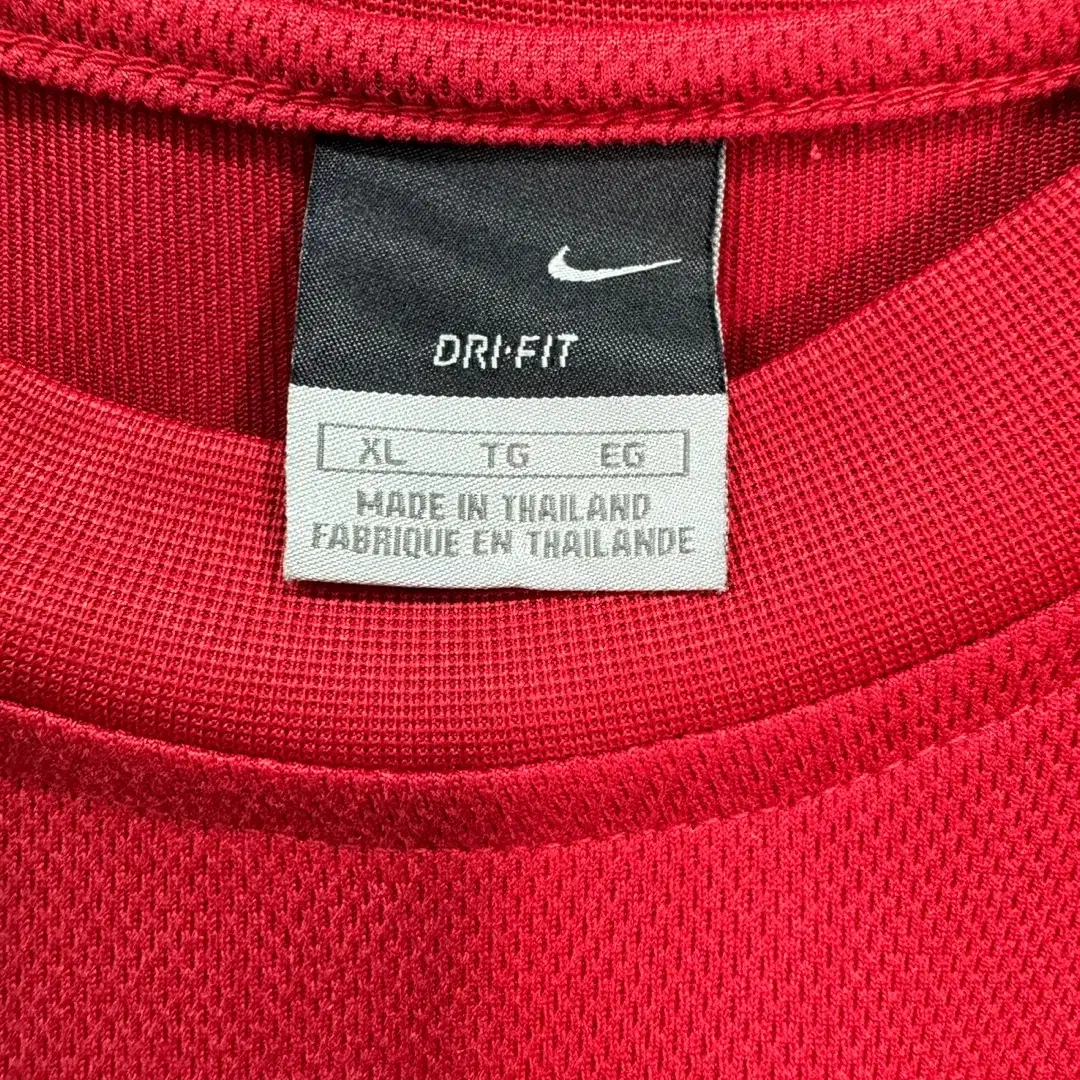 DRI·FIT
XL TG EG
MADE IN THAILAND
FABRIQUE EN THAILANDE